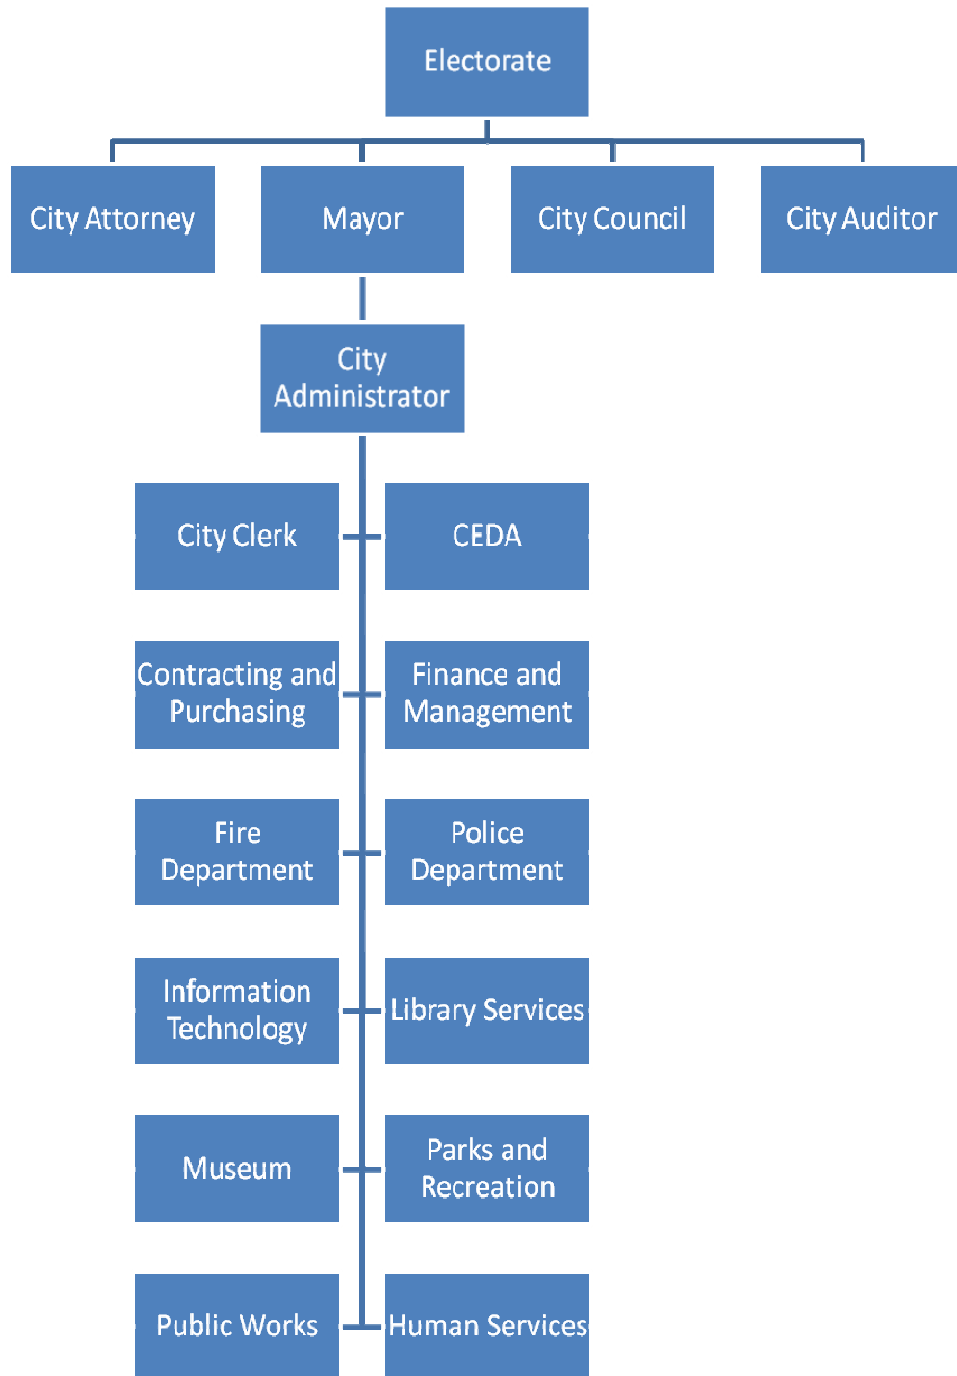 Electorate
City Attorney
Mayor
City Council
City Auditor
City
Administrator
City Clerk
CEDA
Contracting and
Purchasing
Finance and
Management
Fire
Department
Police
Department
Information
Technology
Library Services
Museum
Parks and
Recreation
Public Works
Human Services